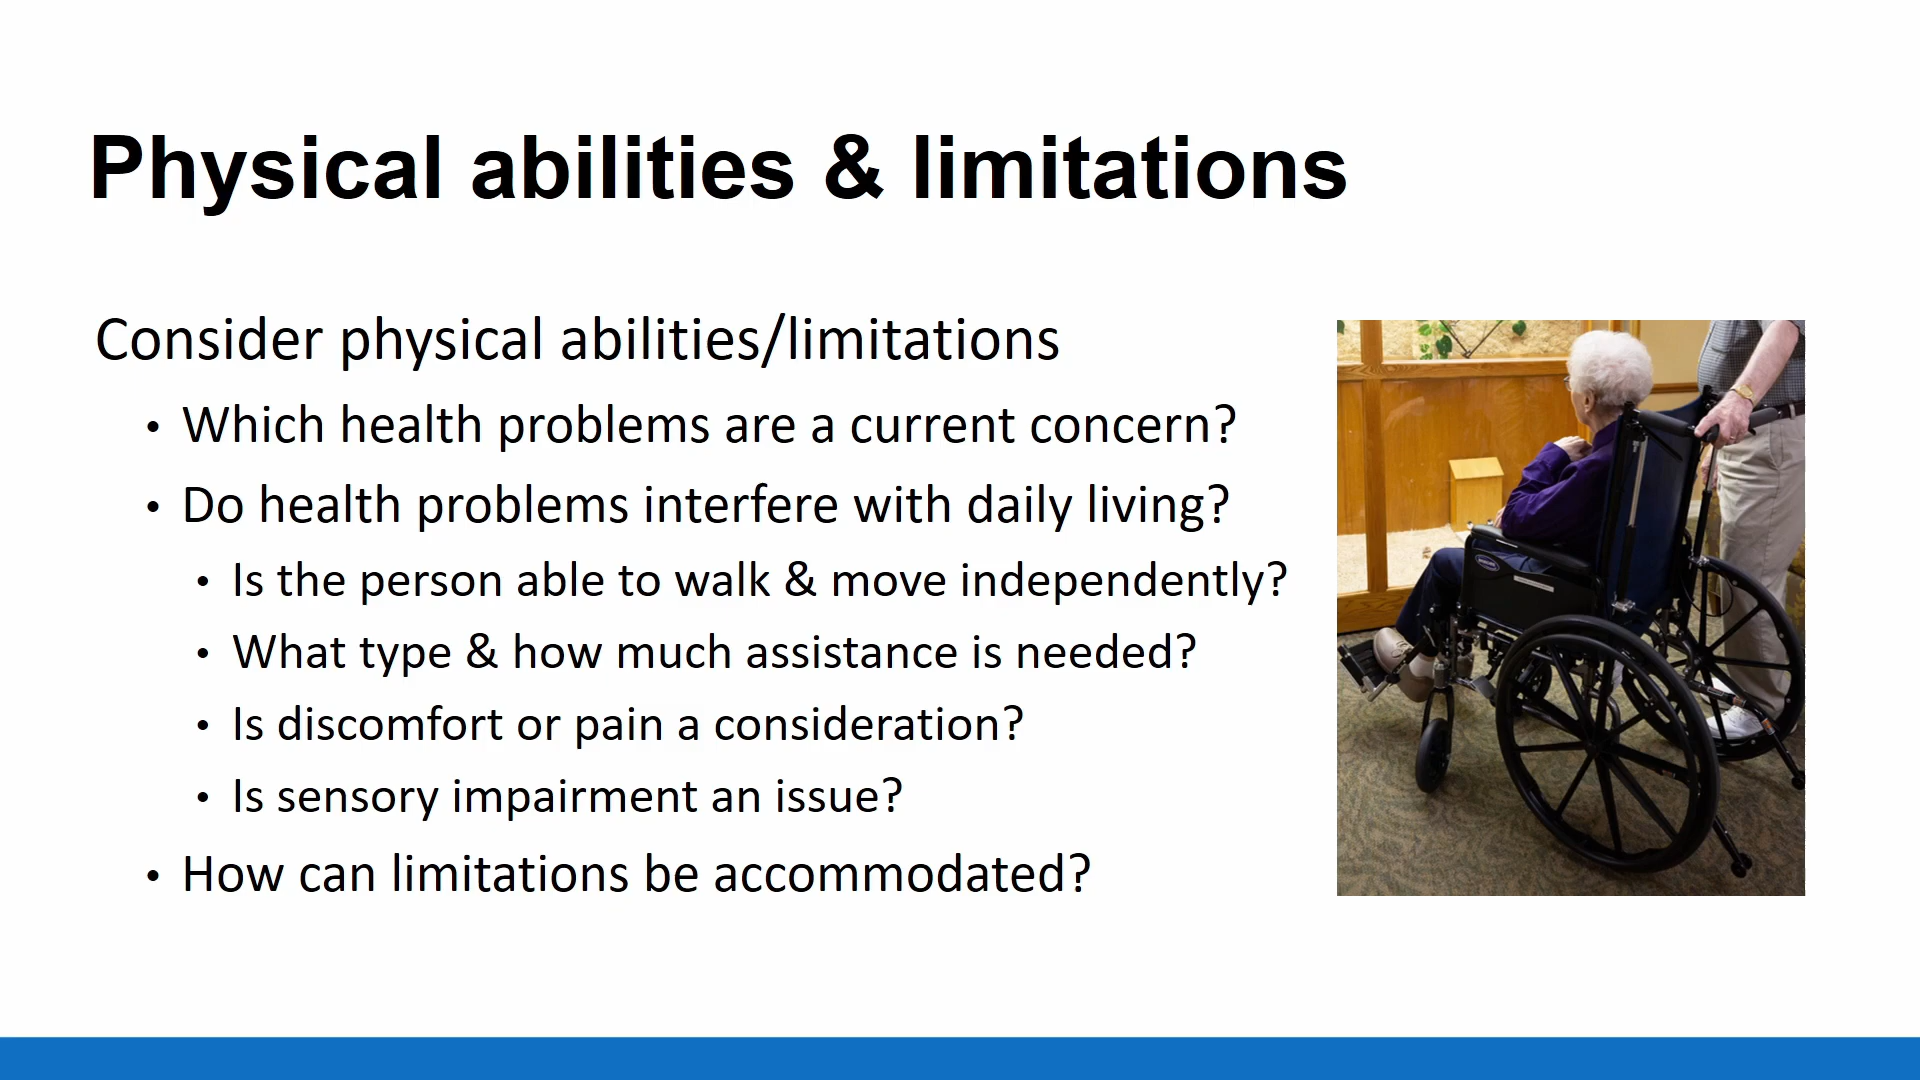 Physical abilities & limitations
Consider physical abilities/limitations
• Which health problems are a current concern?
• Do health problems interfere with daily living?
• Is the person able to walk & move independently?
• What type & how much assistance is needed?
• Is discomfort or pain a consideration?
• Is sensory impairment an issue?
• How can limitations be accommodated?